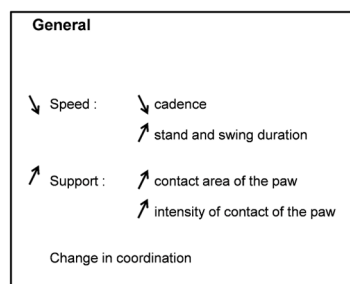 General
↘ Speed : ↘ cadence
↗ stand and swing duration
↗ Support : ↗ contact area of the paw
↗ intensity of contact of the paw
Change in coordination